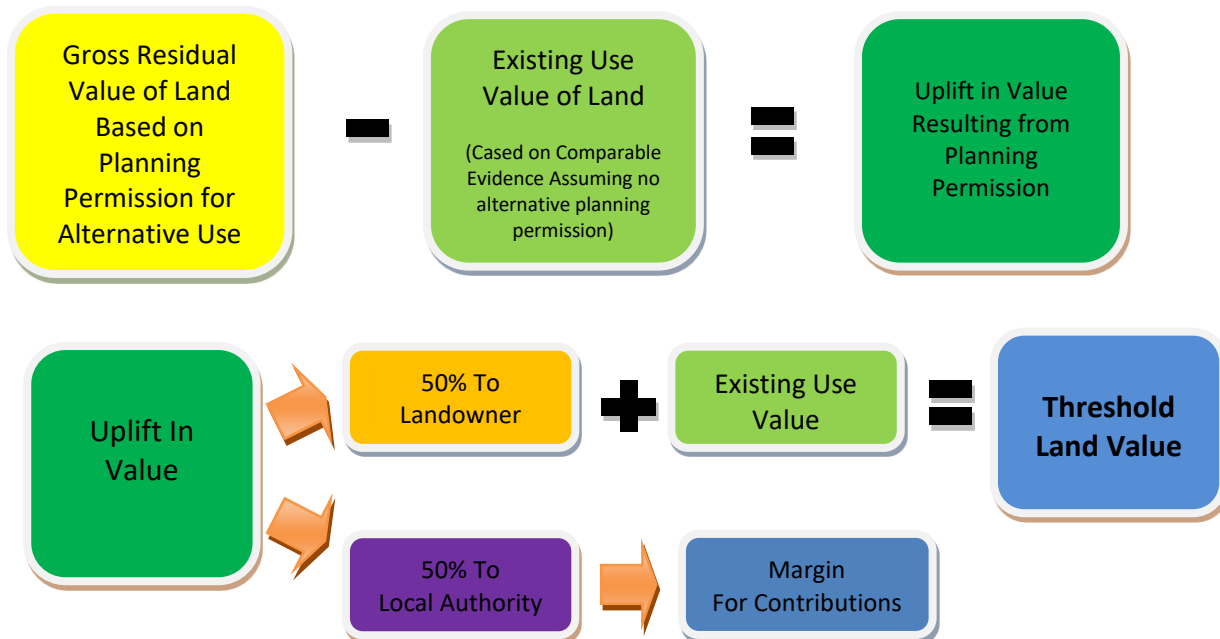 Gross Residual
Value of Land
Based on
Planning
Permission for
Alternative Use
Existing Use
Value of Land
(Cased on Comparable
Evidence Assuming no
alternative planning
permission)
Uplift in Value
Resulting from
Planning
Permission
Uplift In
Value
50% To
Landowner
Existing Use
Value
Threshold
Land Value
50% To
Local Authority
Margin
For Contributions